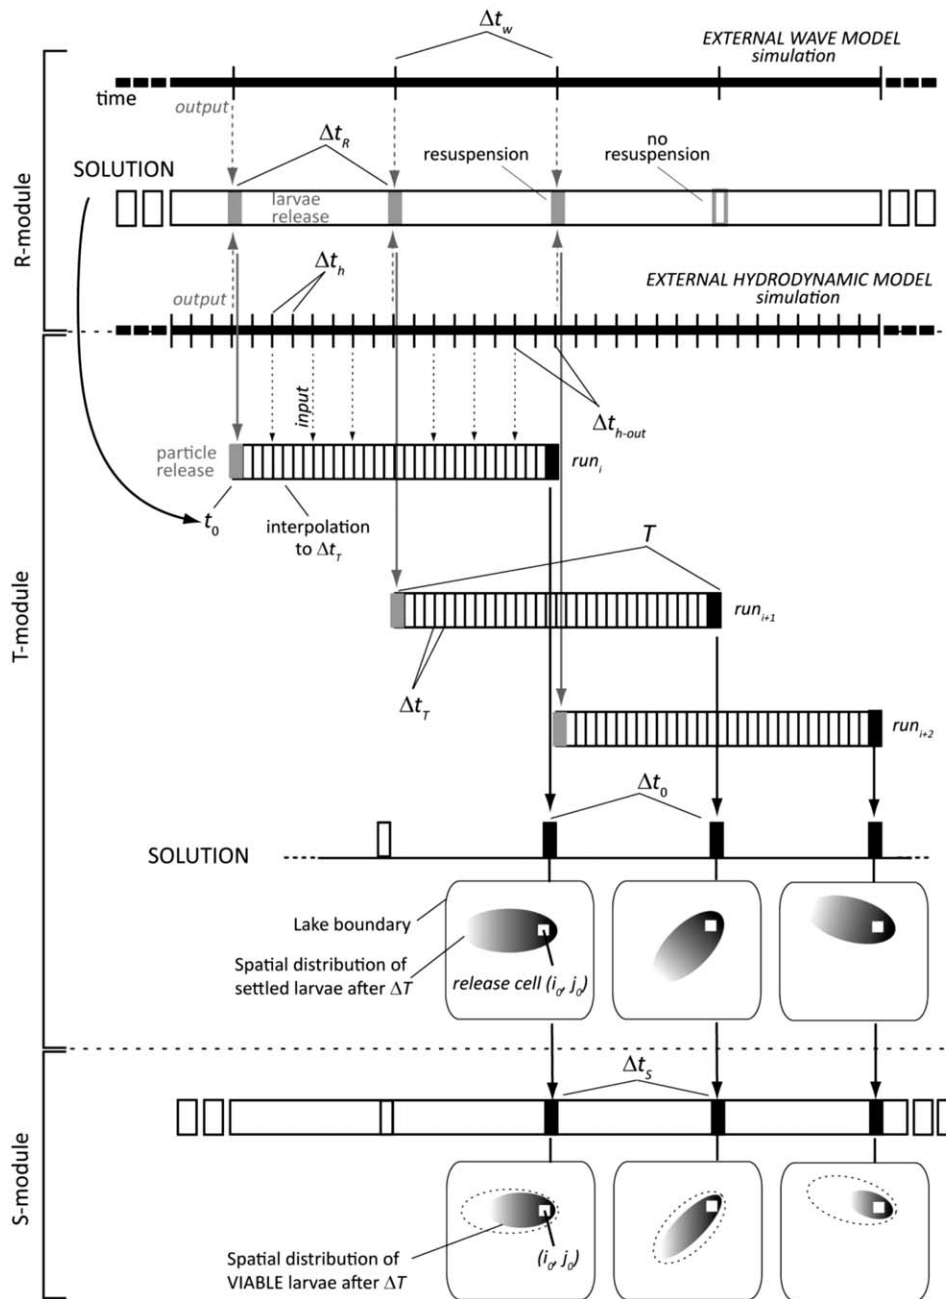 Δt_w
EXTERNAL WAVE MODEL
simulation
time
output
Δt_R
resuspension
no
resuspension
SOLUTION
larvae
release
R-module
Δt_h
output
EXTERNAL HYDRODYNAMIC MODEL
simulation
input
Δt_h-out
particle
release
run_i
t_0
interpolation
to Δt_T
T
run_i+1
T-module
Δt_T
run_i+2
Δt_0
SOLUTION
Lake boundary
Spatial distribution of
settled larvae after ΔT
release cell (i_0, j_0)
Δt_S
S-module
Spatial distribution of
VIABLE larvae after ΔT
(i_0, j_0)